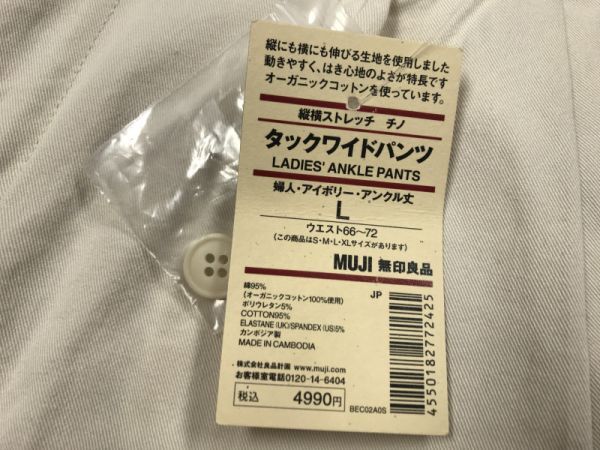 縦にも横にも伸びる生地を使用しました
動きやすく、はき心地のよさが特長です
オーガニックコットンを使っています。
縦横ストレッチ チノ
タックワイドパンツ
LADIES' ANKLE PANTS
婦人・アイボリー・アンクル丈
L
ウエスト66〜72
(この商品はS・M・L・XLサイズがあります)
MUJI 無印良品
綿95%
(オーガニックコットン100%使用)
ポリウレタン5%
COTTON95%
ELASTANE (UK)/SPANDEX (US)5%
カンボジア製
MADE IN CAMBODIA
株式会社良品計画 www.muji.com
お客様室電話0120-14-6404
税込 4990円
JP
4550182772425
BEC02A0S